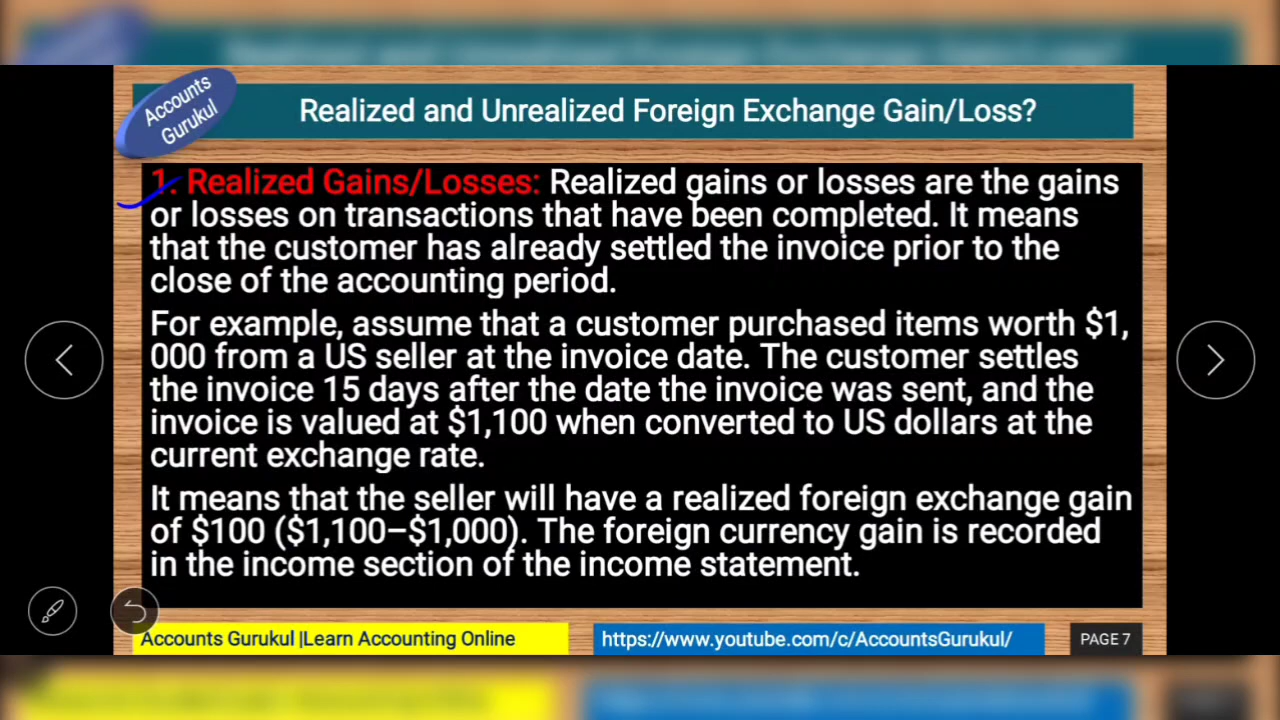 Accounts
Gurukul
Realized and Unrealized Foreign Exchange Gain/Loss?
1. Realized Gains/Losses: Realized gains or losses are the gains
or losses on transactions that have been completed. It means
that the customer has already settled the invoice prior to the
close of the accounting period.
For example, assume that a customer purchased items worth $1,
000 from a US seller at the invoice date. The customer settles
the invoice 15 days after the date the invoice was sent, and the
invoice is valued at $1,100 when converted to US dollars at the
current exchange rate.
It means that the seller will have a realized foreign exchange gain
of $100 ($1,100–$1,000). The foreign currency gain is recorded
in the income section of the income statement.
Accounts Gurukul |Learn Accounting Online
https://www.youtube.com/c/AccountsGurukul/
PAGE 7